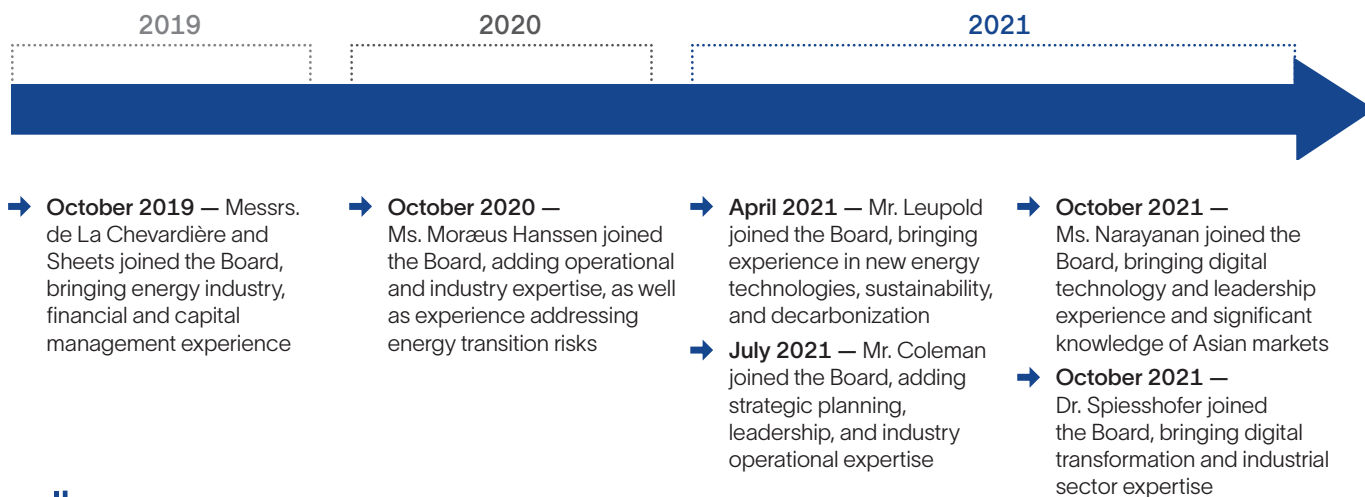 2019
2020
2021
October 2019 — Messrs.
de La Chevardière and
Sheets joined the Board,
bringing energy industry,
financial and capital
management experience
October 2020 —
Ms. Moræus Hanssen joined
the Board, adding operational
and industry expertise, as well
as experience addressing
energy transition risks
April 2021 — Mr. Leupold
joined the Board, bringing
experience in new energy
technologies, sustainability,
and decarbonization
July 2021 — Mr. Coleman
joined the Board, adding
strategic planning,
leadership, and industry
operational expertise
October 2021 —
Ms. Narayanan joined the
Board, bringing digital
technology and leadership
experience and significant
knowledge of Asian markets
October 2021 —
Dr. Spiesshofer joined
the Board, bringing digital
transformation and industrial
sector expertise